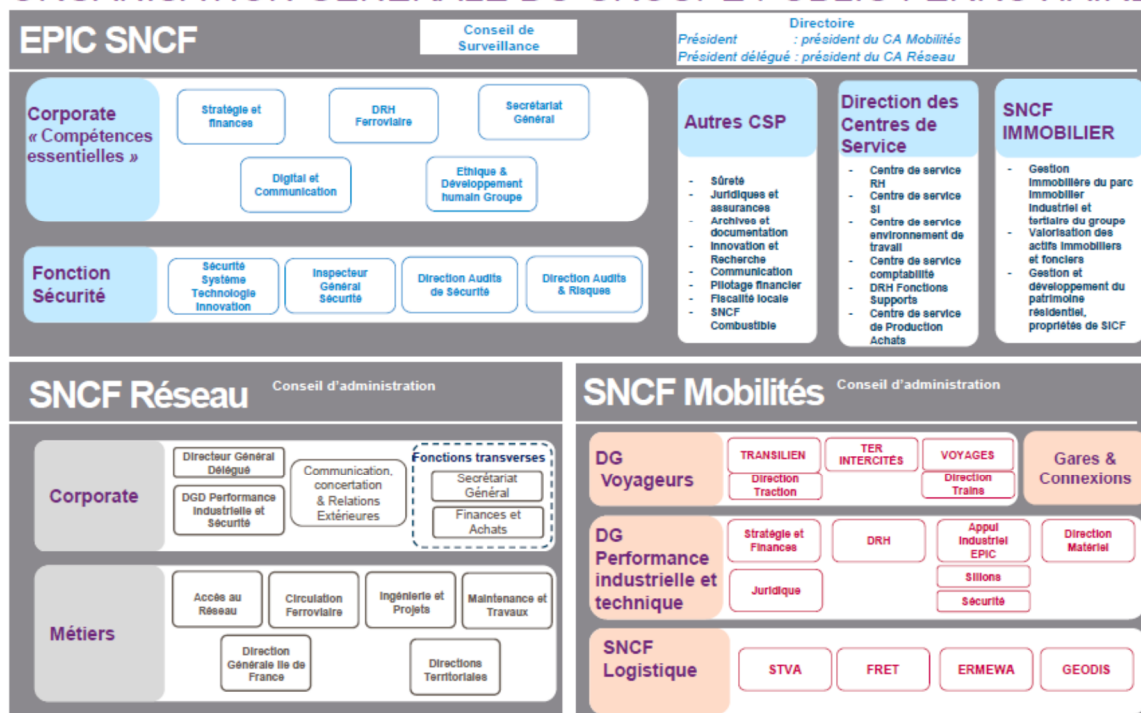 EPIC SNCF
Conseil de
Surveillance
Directoire
Président : président du CA Mobilités
Président délégué : président du CA Réseau
Corporate
« Compétences
essentielles »
Stratégie et
finances
DRH
Ferroviaire
Secrétariat
Général
Digital et
Communication
Ethique &
Développement
humain Groupe
Fonction
Sécurité
Sécurité
Système
Technologie
Innovation
Inspecteur
Général
Sécurité
Direction Audits
de Sécurité
Direction Audits
& Risques
Autres CSP
- Sûreté
- Juridiques et
assurances
- Archives et
documentation
- Innovation et
Recherche
- Communication
- Pilotage financier
- Fiscalité locale
- SNCF
Combustible
Direction des
Centres de
Service
- Centre de service
RH
- Centre de service
SI
- Centre de service
environnement de
travail
- Centre de service
comptabilité
- DRH Fonctions
Supports
- Centre de service
de Production
Achats
SNCF
IMMOBILIER
- Gestion
immobilière du parc
immobilier
industriel et
tertiaire du groupe
- Valorisation des
actifs immobiliers
et fonciers
- Gestion et
développement du
patrimoine
résidentiel,
propriétés de SICF
SNCF Réseau
Conseil d'administration
Corporate
Directeur Général
Délégué
DGD Performance
Industrielle et
Sécurité
Communication,
concertation
& Relations
Extérieures
Fonctions transverses
Secrétariat
Général
Finances et
Achats
Métiers
Accès au
Réseau
Circulation
Ferroviaire
Ingénierie et
Projets
Maintenance et
Travaux
Direction
Générale Ile de
France
Directions
Territoriales
SNCF Mobilités
Conseil d'administration
DG
Voyageurs
TRANSILIEN
Direction
Traction
TER
INTERCITÉS
VOYAGES
Direction
Trains
Gares &
Connexions
DG
Performance
industrielle et
technique
Stratégie et
Finances
DRH
Appui
Industriel
EPIC
Direction
Matériel
Juridique
Sillons
Sécurité
SNCF
Logistique
STVA
FRET
ERMEWA
GEODIS